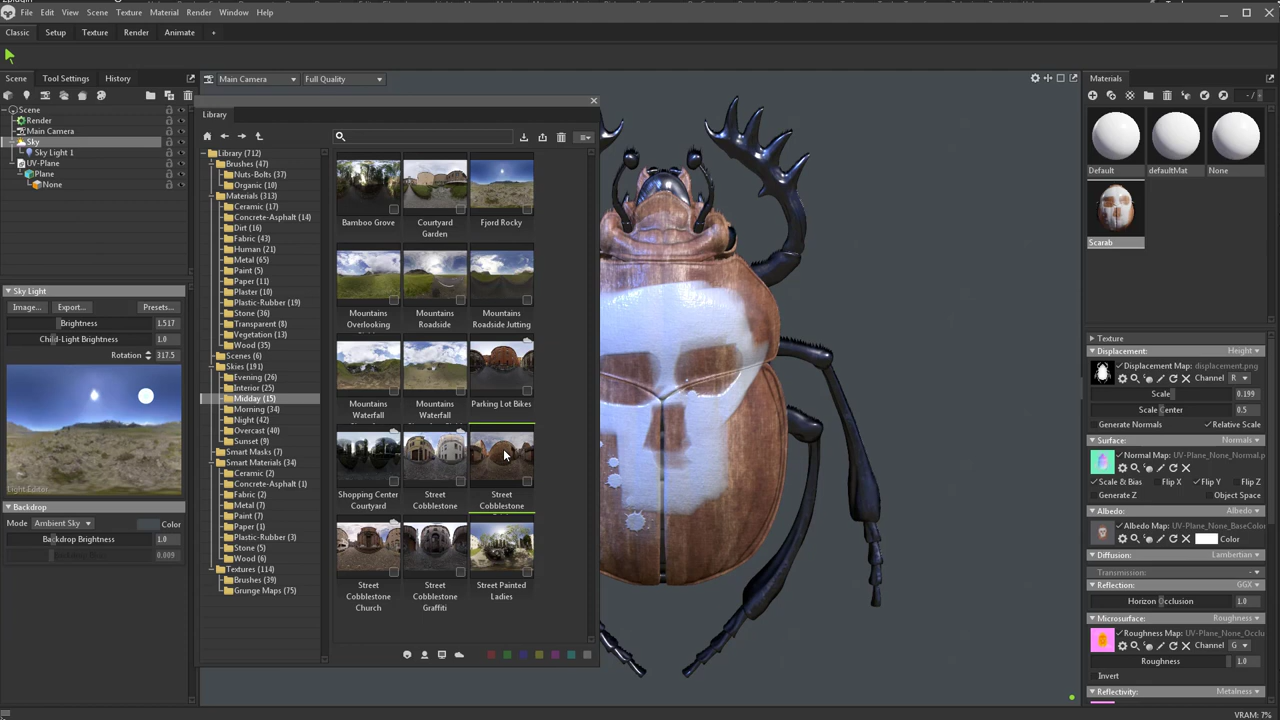 File Edit View Scene Texture Material Render Window Help
Classic Setup Texture Render Animate +
Scene Tool Settings History
Scene
Render
Main Camera
Sky
Sky Light 1
UV-Plane
Plane
None
Sky Light
Image... Export... Presets...
Brightness 1.517
Child-Light Brightness 1.0
Rotation 317.5
Light Editor
Backdrop
Mode Ambient Sky Color
Backdrop Brightness 1.0
0.009
Main Camera Full Quality
Library
Library (712)
Brushes (47)
Nuts-Bolts (37)
Organic (10)
Materials (313)
Ceramic (17)
Concrete-Asphalt (14)
Dirt (16)
Fabric (43)
Human (21)
Metal (65)
Paint (5)
Paper (11)
Plaster (10)
Plastic-Rubber (19)
Stone (36)
Transparent (8)
Vegetation (13)
Wood (35)
Scenes (6)
Skies (191)
Evening (26)
Interior (25)
Midday (15)
Morning (34)
Night (42)
Overcast (40)
Sunset (9)
Smart Masks (7)
Smart Materials (34)
Ceramic (2)
Concrete-Asphalt (1)
Fabric (2)
Metal (7)
Paint (7)
Paper (1)
Plastic-Rubber (3)
Stone (5)
Wood (6)
Textures (114)
Brushes (39)
Grunge Maps (75)
Bamboo Grove
Courtyard
Garden
Fjord Rocky
Mountains
Overlooking
Mountains
Roadside
Mountains
Roadside Jutting
Mountains
Waterfall
Mountains
Waterfall
Parking Lot Bikes
Shopping Center
Courtyard
Street
Cobblestone
Street
Cobblestone
Street
Cobblestone
Church
Street
Cobblestone
Graffiti
Street Painted
Ladies
Materials
- /
Default defaultMat None
Scarab
Texture
Displacement: Height
Displacement Map: displacement.png
Channel R
Scale 0.199
Scale Center 0.5
Generate Normals Relative Scale
Surface: Normals
Normal Map: UV-Plane_None_Normal.p
Scale & Bias Flip X Flip Y Flip Z
Generate Z Object Space
Albedo: Albedo
Albedo Map: UV-Plane_None_BaseColor
Color
Diffusion: Lambertian
Transmission: -
Reflection: GGX
Horizon Occlusion 1.0
Microsurface: Roughness
Roughness Map: UV-Plane_None_Occlu
Channel G
Roughness 1.0
Invert
Reflectivity: Metalness
VRAM: 7%